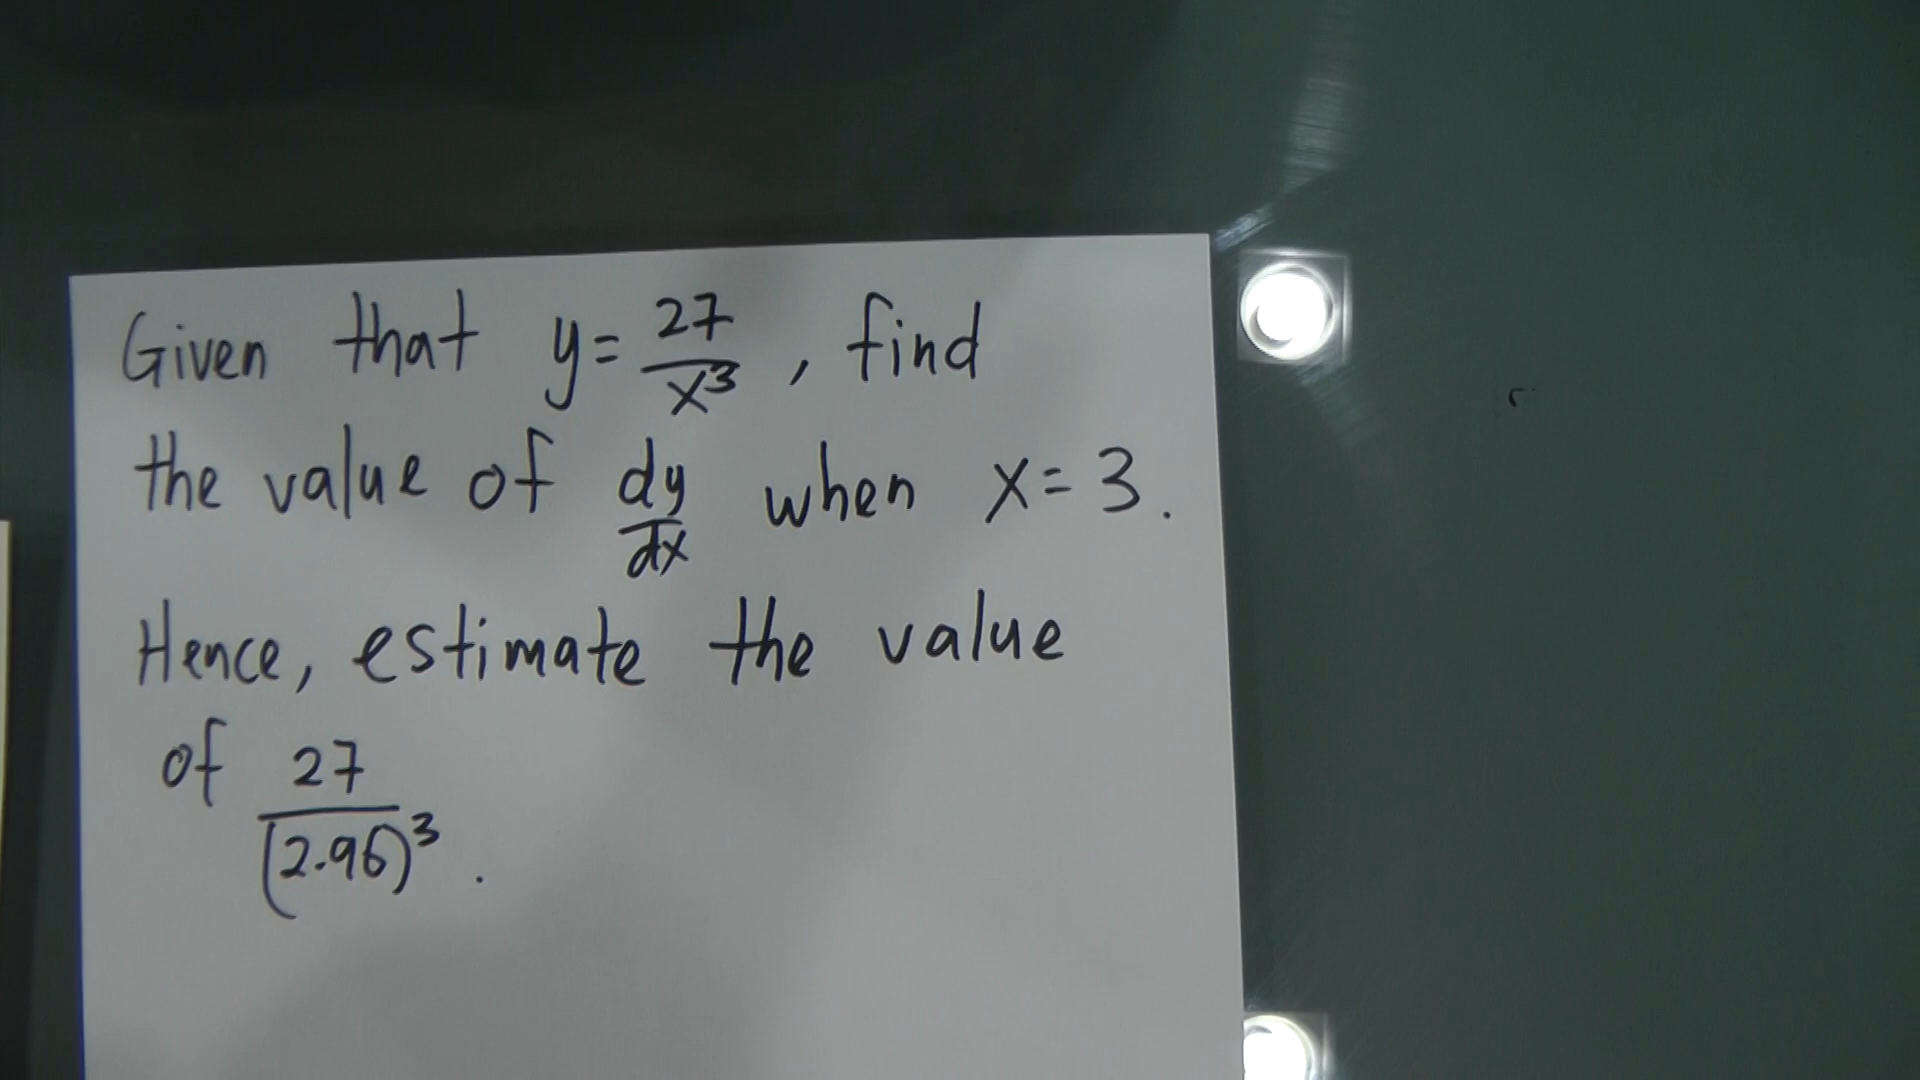 Given that y = 27/x³, find
the value of dy/dx when x = 3.
Hence, estimate the value
of 27/(2.96)³.